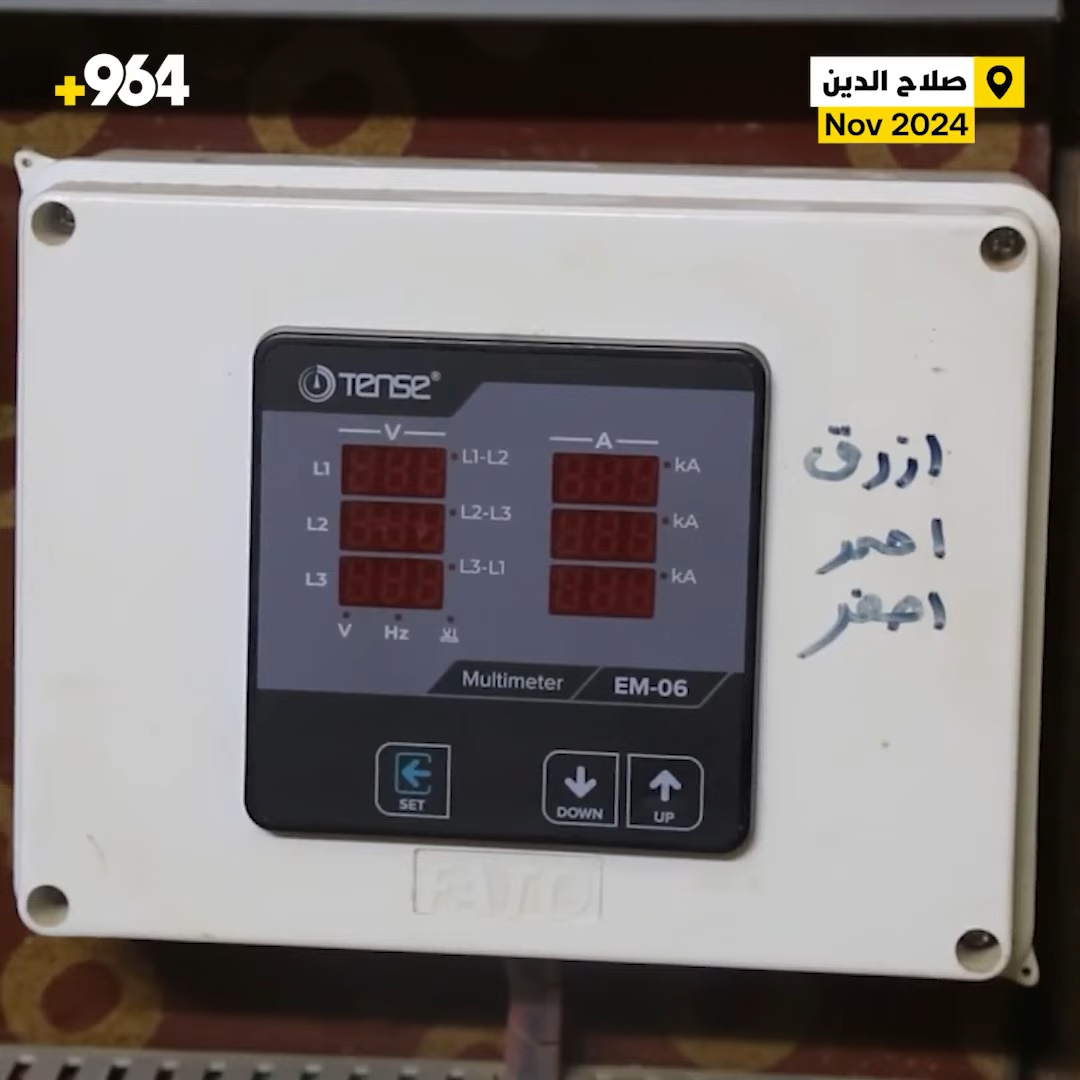 +964
صلاح الدين
Nov 2024
TENSE®
V
A
L1
L1-L2
kA
L2
L2-L3
kA
L3
L3-L1
kA
V Hz
Multimeter EM-06
ازرق
احمر
اصفر
SET
DOWN
UP
FATO